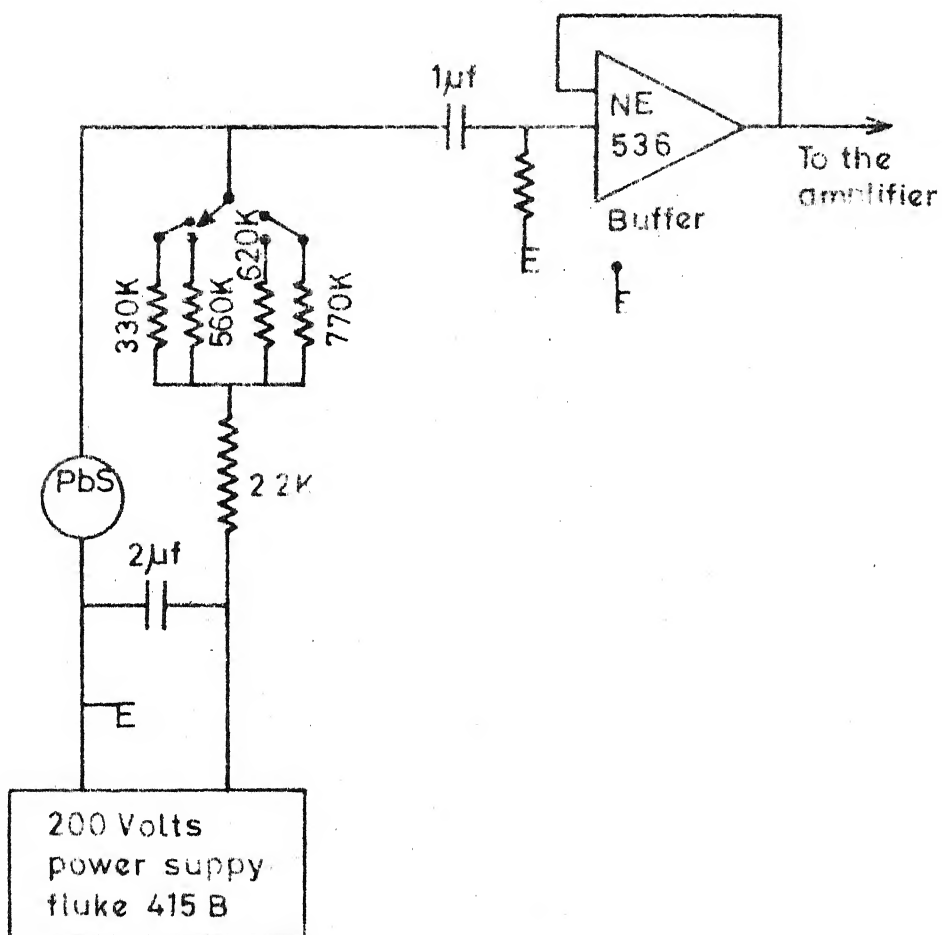 1μf
NE
536
To the
amplifier
Buffer
E
E
620K
330K
560K
770K
PbS
2 2K
2μf
E
200 Volts
power suppy
fluke 415 B